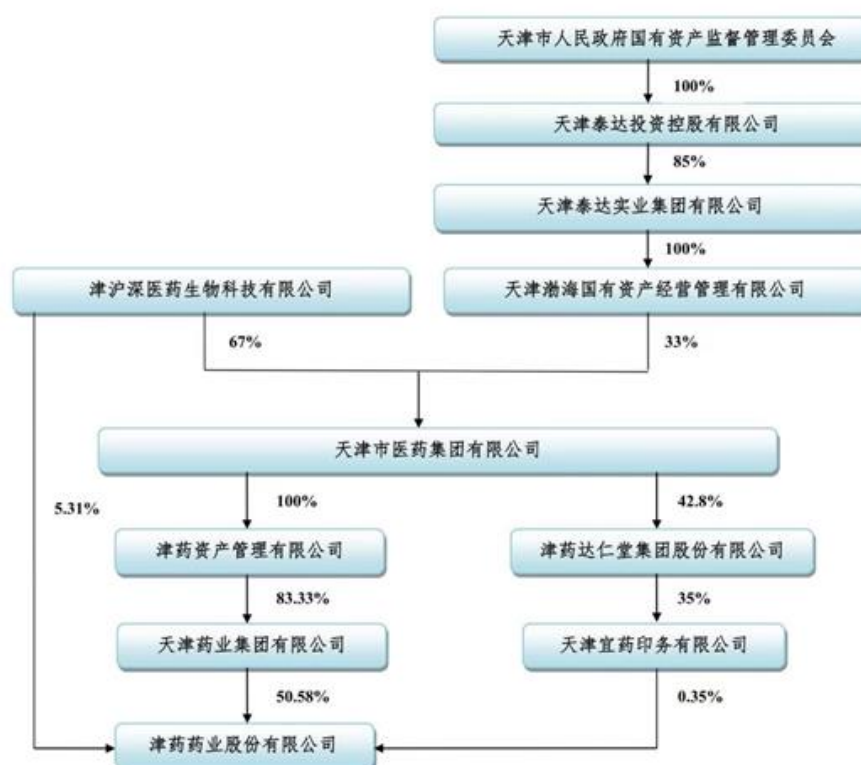 天津市人民政府国有资产监督管理委员会
100%
天津泰达投资控股有限公司
85%
天津泰达实业集团有限公司
100%
津沪深医药生物科技有限公司
天津渤海国有资产经营管理有限公司
67%
33%
天津市医药集团有限公司
5.31%
100%
42.8%
津药资产管理有限公司
津药达仁堂集团股份有限公司
83.33%
35%
天津药业集团有限公司
天津宜药印务有限公司
50.58%
0.35%
津药药业股份有限公司